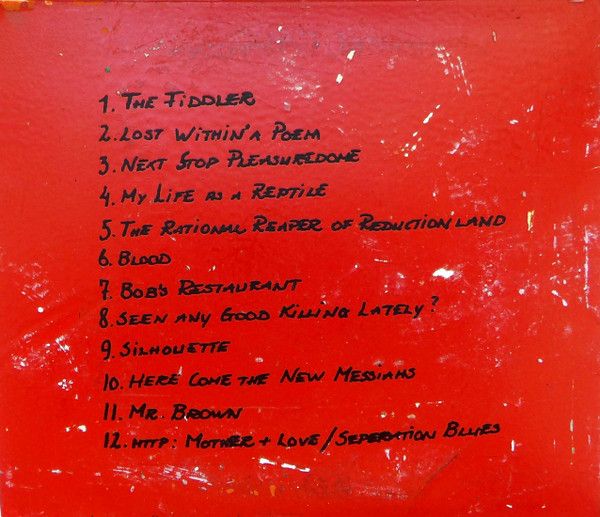 1. THE FIDDLER
2. LOST WITHIN'A POEM
3. NEXT STOP PLEASUREDOME
4. MY LIFE AS A REPTILE
5. THE RATIONAL REAPER OF REDUCTIONLAND
6. BLOOD
7. BOB'S RESTAURANT
8. SEEN ANY GOOD KILLING LATELY?
9. SILHOUETTE
10. HERE COME THE NEW MESSIAHS
11. MR. BROWN
12. HTTP: MOTHER + LOVE/SEPERATION BLUES